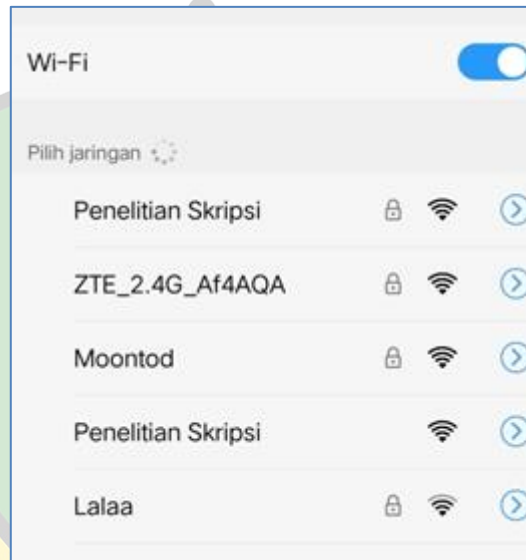 Wi-Fi
Pilih jaringan
Penelitian Skripsi
ZTE_2.4G_Af4AQA
Moontod
Penelitian Skripsi
Lalaa